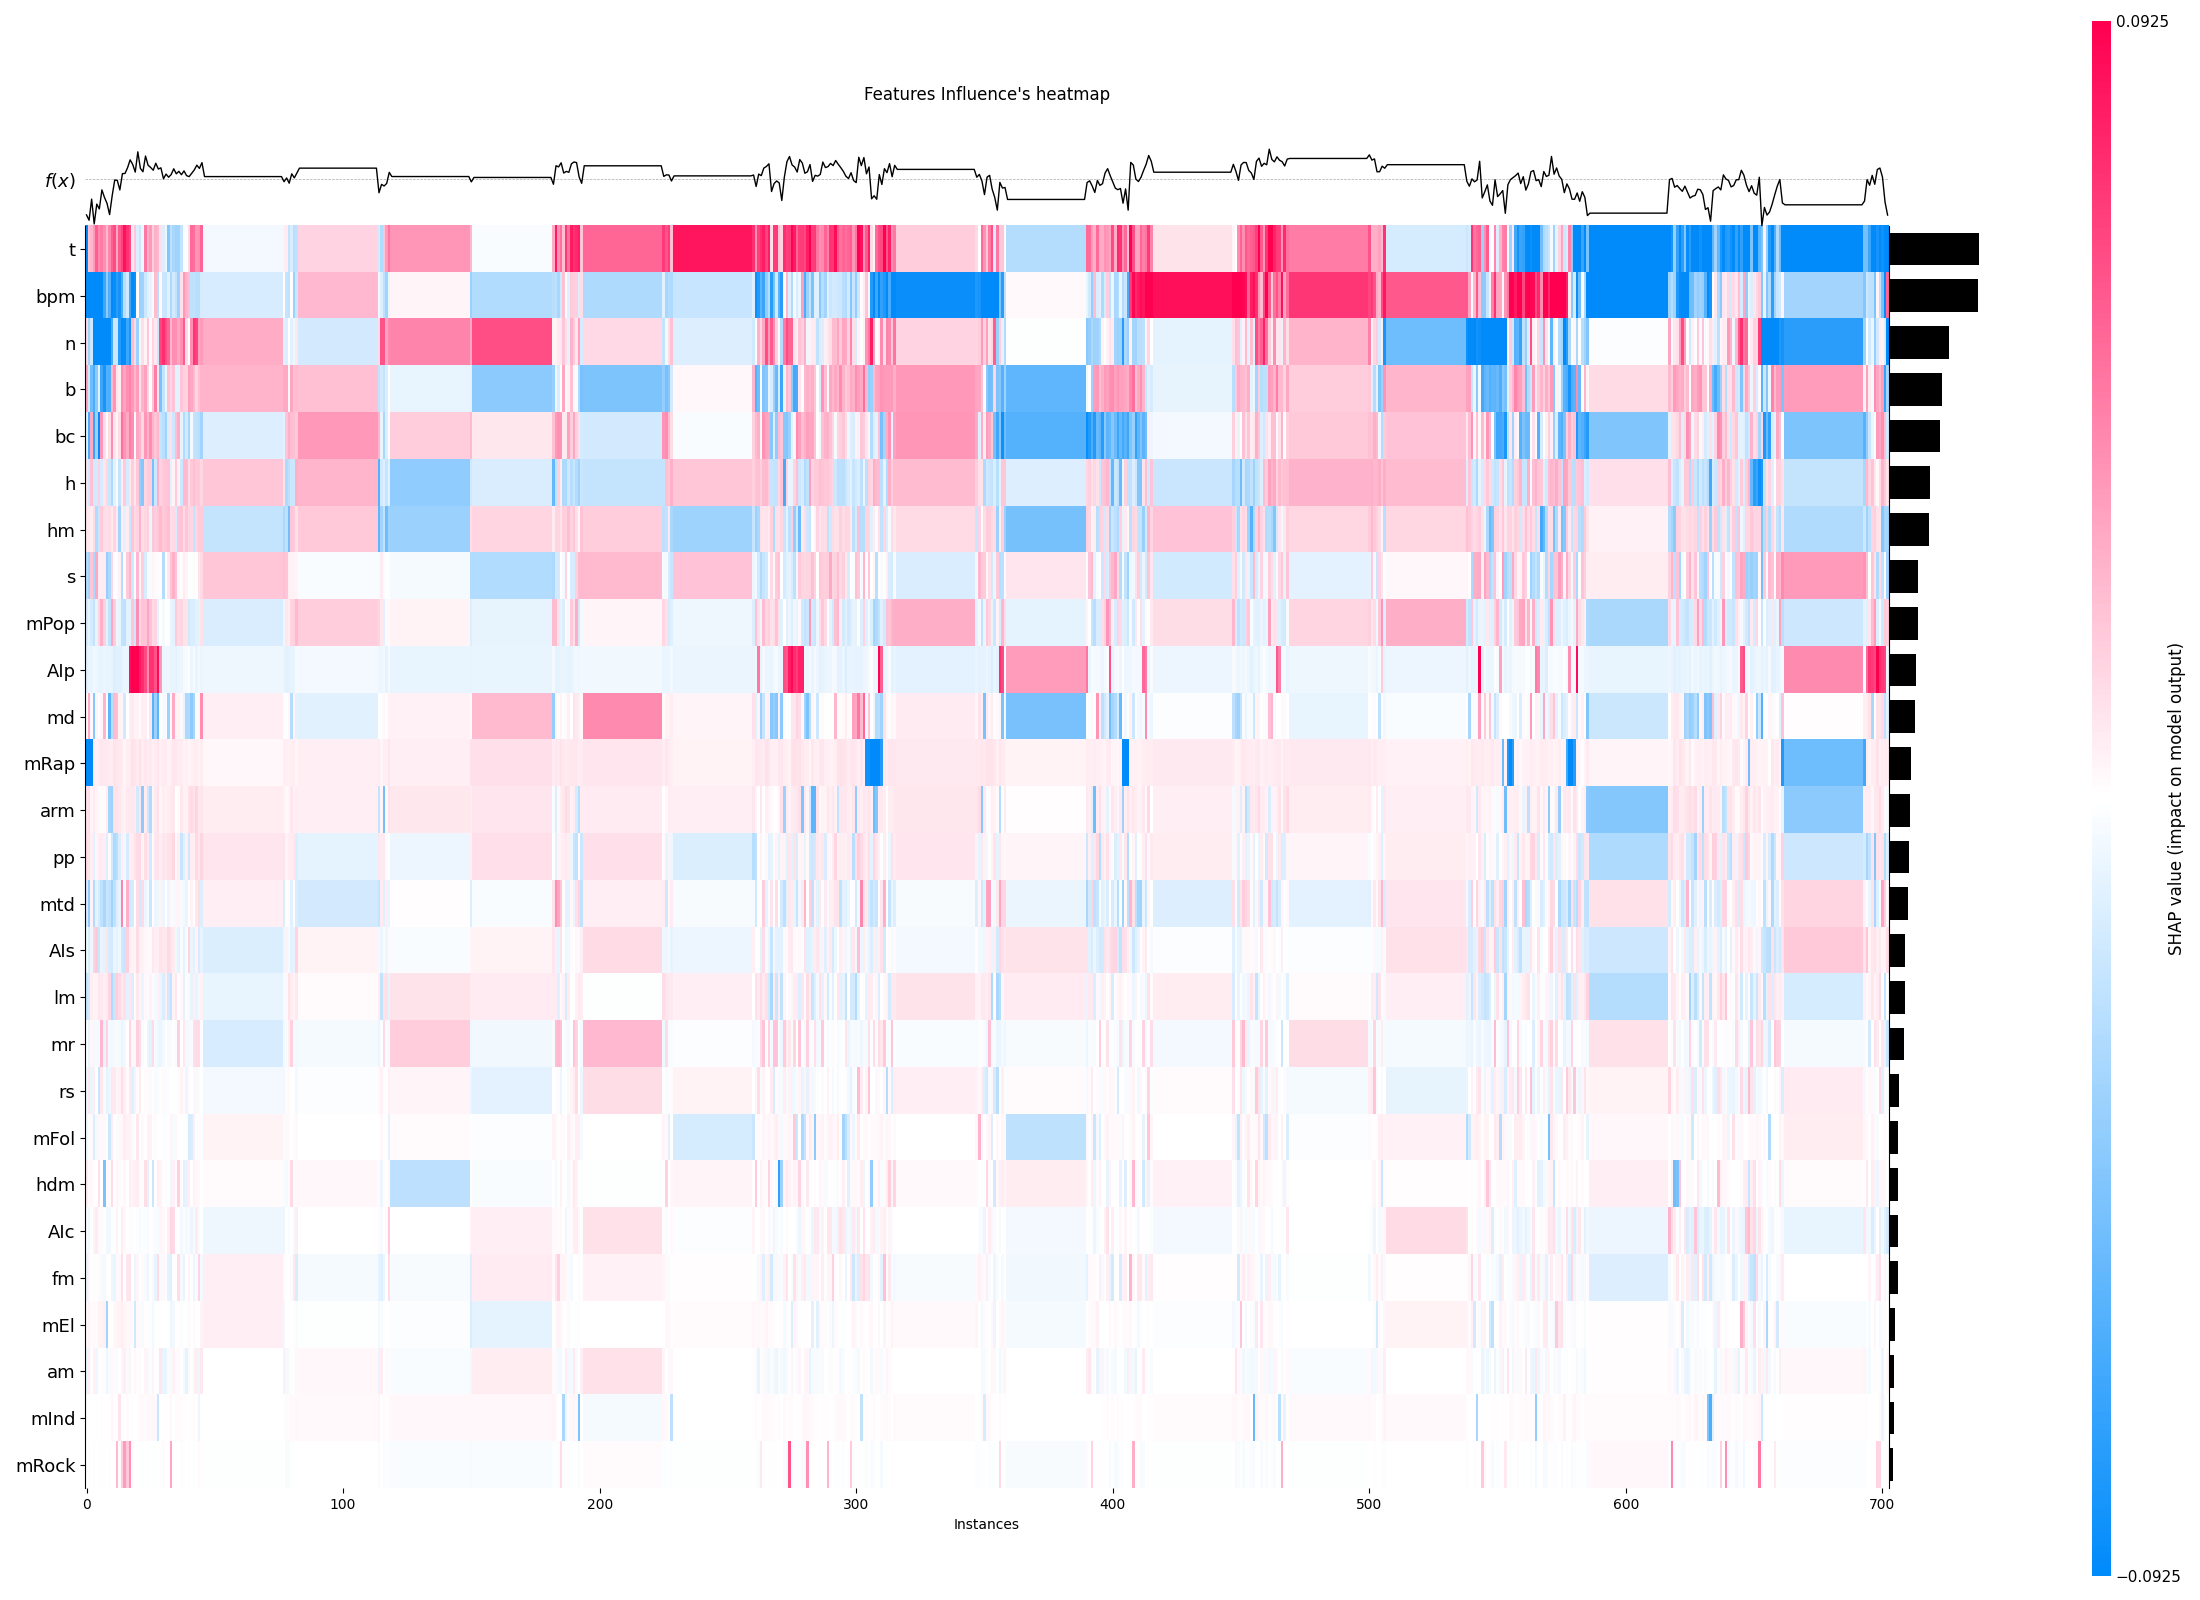 0.0925
Features Influence's heatmap
f(x)
t
bpm
n
b
bc
h
hm
s
mPop
AIp
md
mRap
arm
pp
mtd
AIs
lm
mr
rs
mFol
hdm
AIc
fm
mEl
am
mInd
mRock
0 100 200 300 400 500 600 700
Instances
SHAP value (impact on model output)
−0.0925